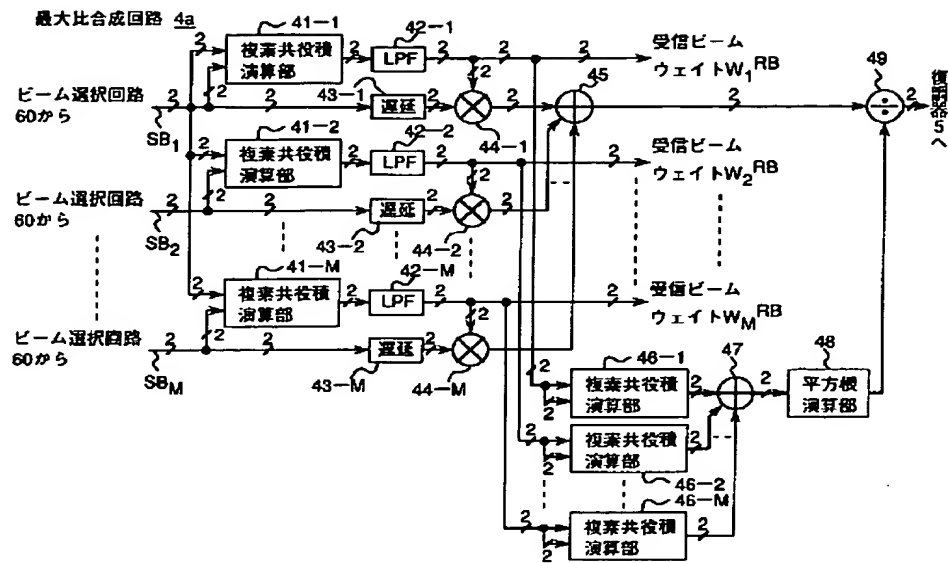 最大比合成回路 4a
41-1
複素共役積
演算部
42-1
LPF
受信ビーム
ウェイトW1RB
45
49
復調器5へ
ビーム選択回路
60から
SB1
43-1
遅延
44-1
41-2
複素共役積
演算部
42-2
LPF
受信ビーム
ウェイトW2RB
ビーム選択回路
60から
SB2
43-2
遅延
44-2
41-M
複素共役積
演算部
42-M
LPF
受信ビーム
ウェイトWMRB
ビーム選択回路
60から
SBM
43-M
遅延
44-M
46-1
複素共役積
演算部
47
48
平方根
演算部
複素共役積
演算部
46-2
46-M
複素共役積
演算部